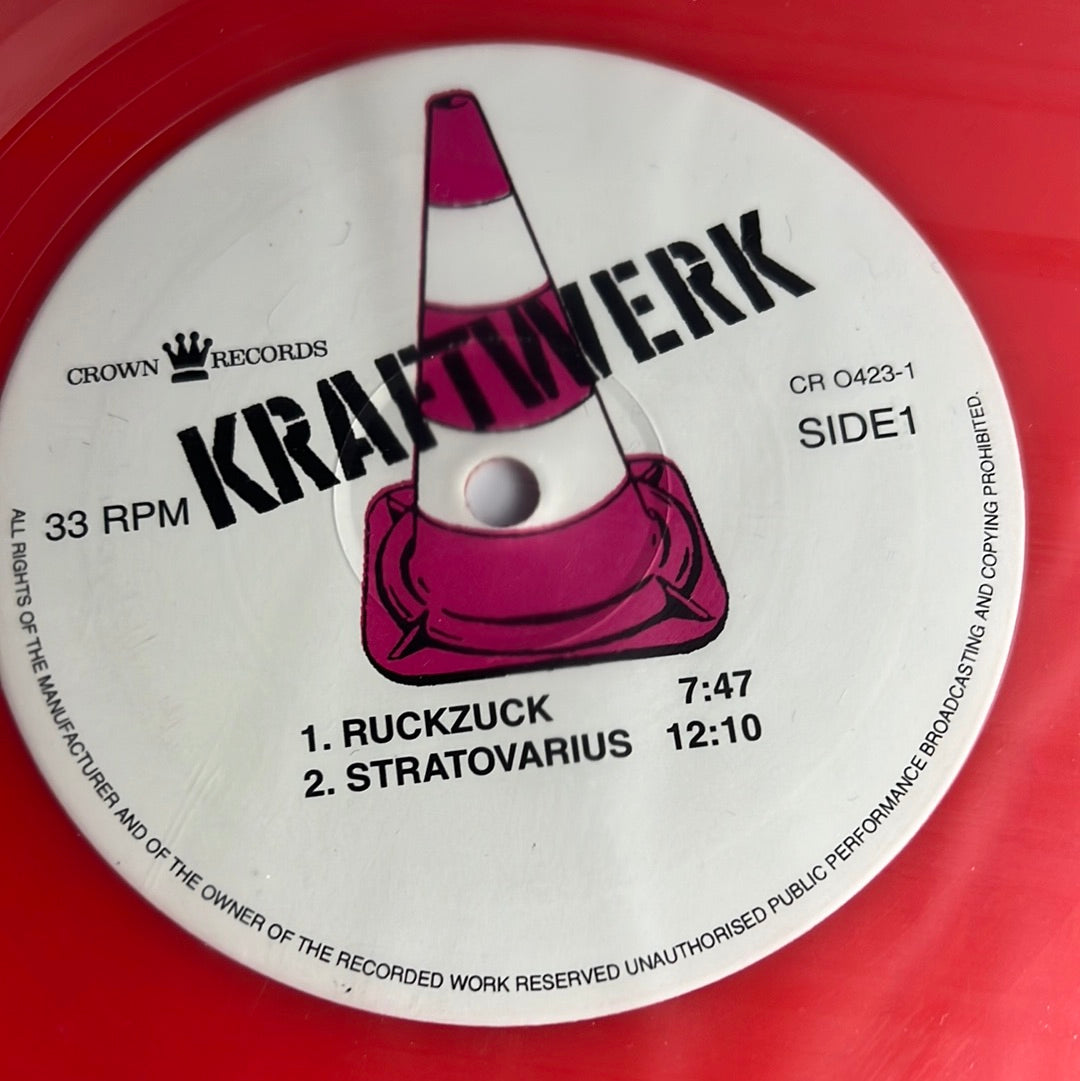 KRAFTWERK
CROWN RECORDS
CR 0423-1
SIDE1
33 RPM
1. RUCKZUCK 7:47
2. STRATOVARIUS 12:10
ALL RIGHTS OF THE MANUFACTURER AND OF THE OWNER OF THE RECORDED WORK RESERVED UNAUTHORISED PUBLIC PERFORMANCE BROADCASTING AND COPYING PROHIBITED.